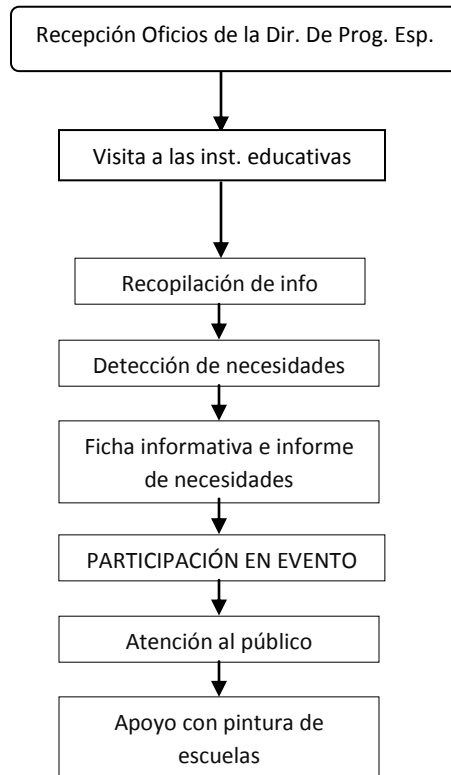 Recepción Oficios de la Dir. De Prog. Esp.
Visita a las inst. educativas
Recopilación de info
Detección de necesidades
Ficha informativa e informe
de necesidades
PARTICIPACIÓN EN EVENTO
Atención al público
Apoyo con pintura de
escuelas